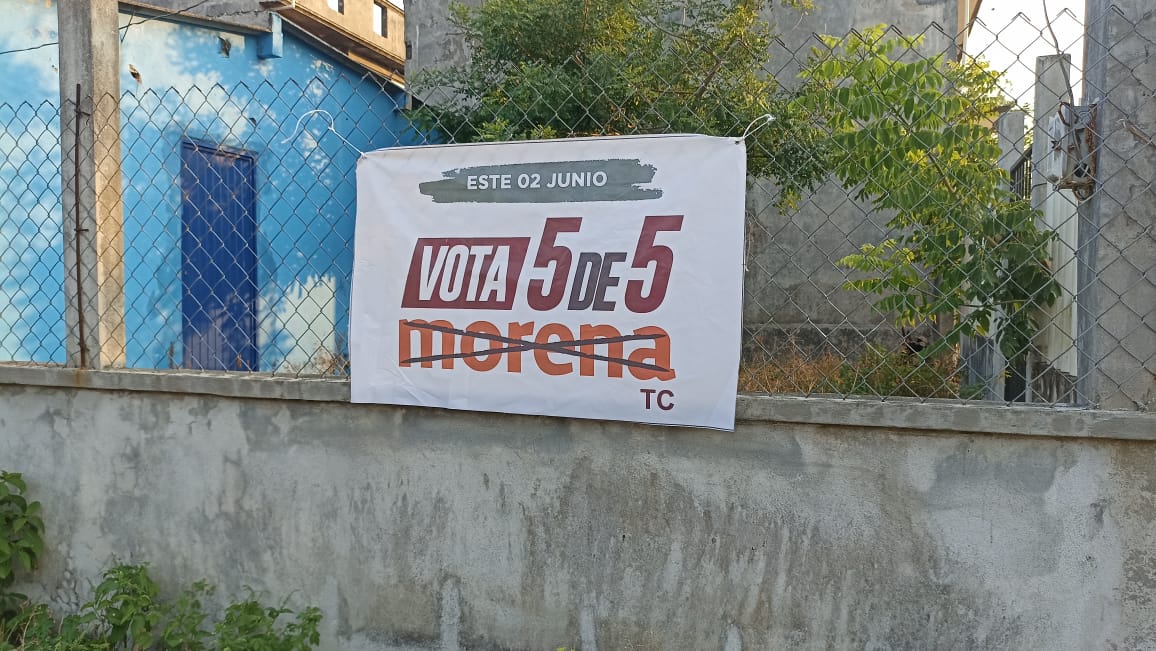 ESTE 02 JUNIO
VOTA 5 DE 5
morena
TC